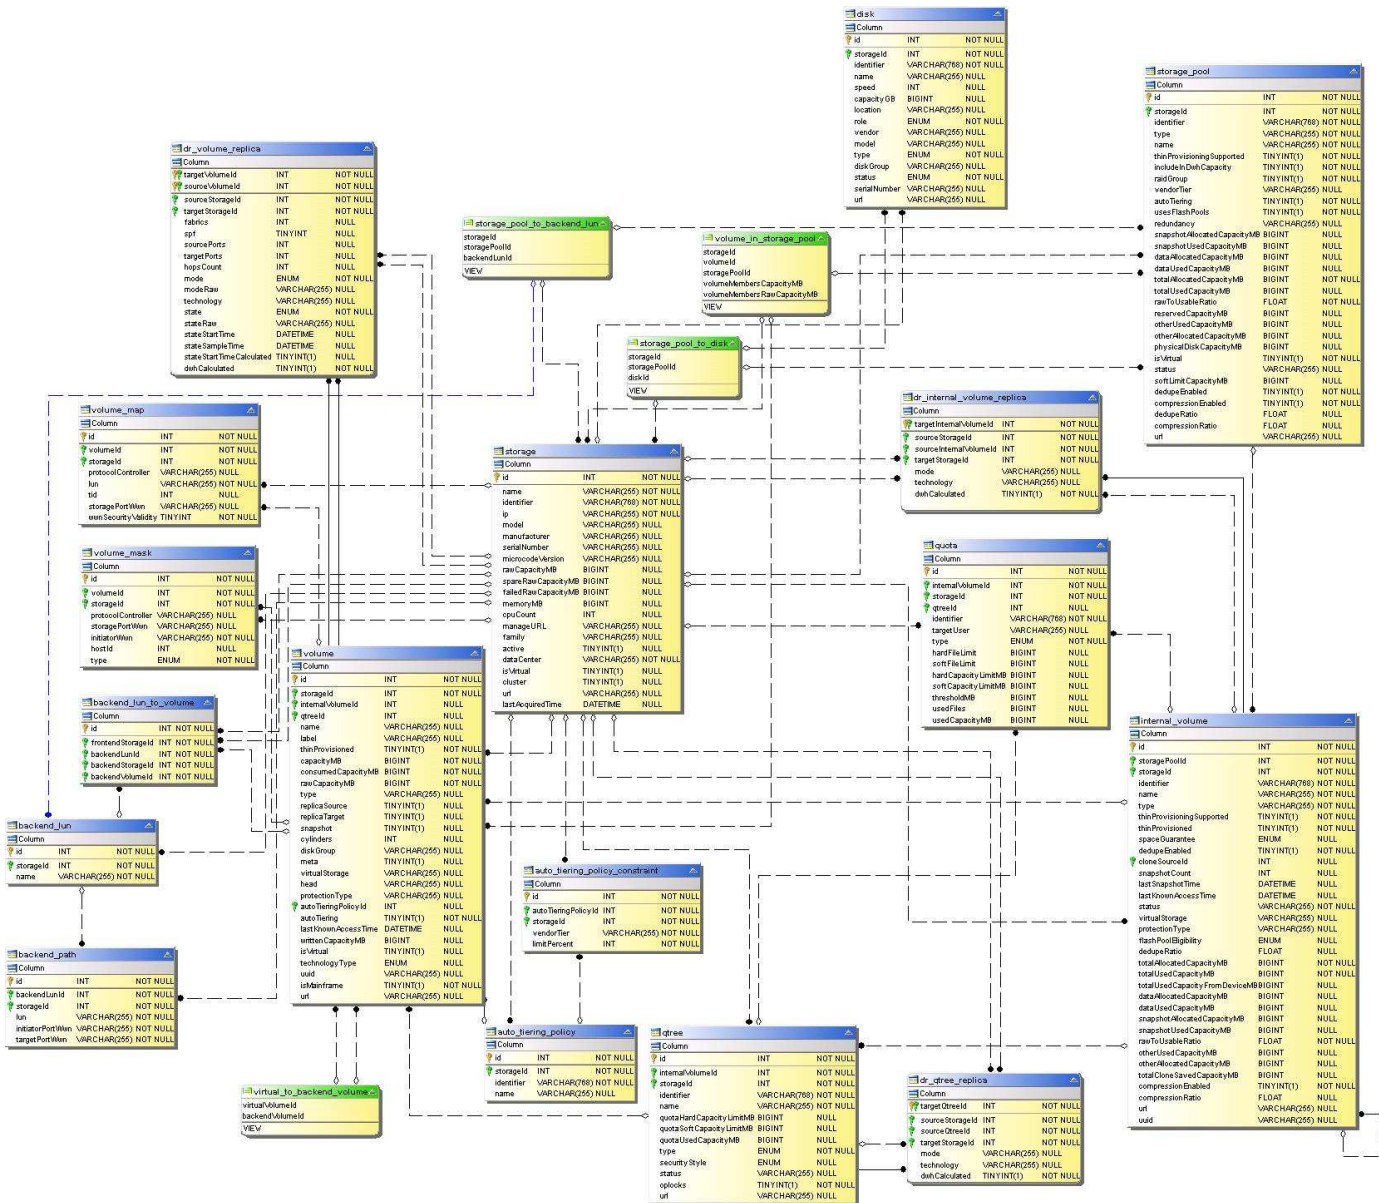 disk
Column
id INT NOT NULL
storageId INT NOT NULL
identifier VARCHAR(768) NOT NULL
name VARCHAR(255) NULL
speed INT NULL
capacityGB BIGINT NULL
location VARCHAR(255) NULL
role ENUM NOT NULL
vendor VARCHAR(255) NULL
model VARCHAR(255) NULL
type ENUM NOT NULL
diskGroup VARCHAR(255) NULL
status ENUM NOT NULL
serialNumber VARCHAR(255) NULL
url VARCHAR(255) NULL
storage_pool
Column
id INT NOT NULL
storageId INT NOT NULL
identifier VARCHAR(768) NOT NULL
type VARCHAR(255) NOT NULL
name VARCHAR(255) NOT NULL
thinProvisioningSupported TINYINT(1) NOT NULL
includeInDwhCapacity TINYINT(1) NOT NULL
raidGroup TINYINT(1) NOT NULL
vendorTier VARCHAR(255) NULL
autoTiering TINYINT(1) NOT NULL
usesFlashPools TINYINT(1) NOT NULL
redundancy VARCHAR(255) NULL
snapshotAllocatedCapacityMB BIGINT NULL
snapshotUsedCapacityMB BIGINT NULL
dataAllocatedCapacityMB BIGINT NULL
dataUsedCapacityMB BIGINT NULL
totalAllocatedCapacityMB BIGINT NOT NULL
totalUsedCapacityMB BIGINT NULL
rawToUsableRatio FLOAT NOT NULL
reservedCapacityMB BIGINT NULL
otherUsedCapacityMB BIGINT NULL
otherAllocatedCapacityMB BIGINT NULL
physicalDiskCapacityMB BIGINT NULL
isVirtual TINYINT(1) NOT NULL
status VARCHAR(255) NULL
softLimitCapacityMB BIGINT NULL
dedupeEnabled TINYINT(1) NOT NULL
compressionEnabled TINYINT(1) NOT NULL
dedupeRatio FLOAT NULL
compressionRatio FLOAT NULL
url VARCHAR(255) NULL
dr_volume_replica
Column
targetVolumeId INT NOT NULL
sourceVolumeId INT NOT NULL
sourceStorageId INT NOT NULL
targetStorageId INT NOT NULL
fabrics INT NULL
spf TINYINT NULL
sourcePorts INT NULL
targetPorts INT NULL
hopsCount INT NULL
mode ENUM NOT NULL
modeRaw VARCHAR(255) NULL
technology VARCHAR(255) NULL
state ENUM NOT NULL
stateRaw VARCHAR(255) NULL
stateStartTime DATETIME NULL
stateSampleTime DATETIME NULL
stateStartTimeCalculated TINYINT(1) NULL
dwhCalculated TINYINT(1) NOT NULL
storage_pool_to_backend_lun
storageId
storagePoolId
backendLunId
VIEW
volume_in_storage_pool
storageId
volumeId
storagePoolId
volumeMembersCapacityMB
volumeMembersRawCapacityMB
VIEW
storage_pool_to_disk
storageId
storagePoolId
diskId
VIEW
volume_map
Column
id INT NOT NULL
volumeId INT NOT NULL
storageId INT NOT NULL
protocolController VARCHAR(255) NULL
lun VARCHAR(255) NOT NULL
tid INT NULL
storagePortWwn VARCHAR(255) NULL
wwnSecurityValidity TINYINT NOT NULL
dr_internal_volume_replica
Column
targetInternalVolumeId INT NOT NULL
sourceStorageId INT NOT NULL
sourceInternalVolumeId INT NOT NULL
targetStorageId INT NOT NULL
mode VARCHAR(255) NULL
technology VARCHAR(255) NULL
dwhCalculated TINYINT(1) NOT NULL
storage
Column
id INT NOT NULL
name VARCHAR(255) NOT NULL
identifier VARCHAR(768) NOT NULL
ip VARCHAR(255) NOT NULL
model VARCHAR(255) NULL
manufacturer VARCHAR(255) NULL
serialNumber VARCHAR(255) NULL
microcodeVersion VARCHAR(255) NULL
rawCapacityMB BIGINT NULL
spareRawCapacityMB BIGINT NULL
failedRawCapacityMB BIGINT NULL
memoryMB BIGINT NULL
cpuCount INT NULL
manageURL VARCHAR(255) NULL
family VARCHAR(255) NULL
active TINYINT(1) NULL
dataCenter VARCHAR(255) NOT NULL
isVirtual TINYINT(1) NULL
cluster TINYINT(1) NULL
url VARCHAR(255) NULL
lastAcquiredTime DATETIME NULL
volume_mask
Column
id INT NOT NULL
volumeId INT NOT NULL
storageId INT NOT NULL
protocolController VARCHAR(255) NULL
storagePortWwn VARCHAR(255) NULL
initiatorWwn VARCHAR(255) NULL
hostId INT NULL
type ENUM NOT NULL
quota
Column
id INT NOT NULL
internalVolumeId INT NOT NULL
storageId INT NOT NULL
qtreeId INT NULL
identifier VARCHAR(768) NOT NULL
targetUser VARCHAR(255) NULL
type ENUM NOT NULL
hardFileLimit BIGINT NULL
softFileLimit BIGINT NULL
hardCapacityLimitMB BIGINT NULL
softCapacityLimitMB BIGINT NULL
thresholdMB BIGINT NULL
usedFiles BIGINT NULL
usedCapacityMB BIGINT NULL
volume
Column
id INT NOT NULL
storageId INT NOT NULL
internalVolumeId INT NULL
qtreeId INT NULL
name VARCHAR(255) NOT NULL
label VARCHAR(255) NULL
thinProvisioned TINYINT(1) NOT NULL
capacityMB BIGINT NOT NULL
consumedCapacityMB BIGINT NOT NULL
rawCapacityMB BIGINT NOT NULL
type VARCHAR(255) NULL
replicaSource TINYINT(1) NULL
replicaTarget TINYINT(1) NULL
snapshot TINYINT(1) NULL
cylinders INT NULL
diskGroup VARCHAR(255) NULL
meta TINYINT(1) NULL
virtualStorage VARCHAR(255) NULL
head VARCHAR(255) NULL
protectionType VARCHAR(255) NULL
autoTieringPolicyId INT NULL
autoTiering TINYINT(1) NOT NULL
lastKnownAccessTime DATETIME NULL
writtenCapacityMB BIGINT NULL
isVirtual TINYINT(1) NULL
technologyType ENUM NULL
uuid VARCHAR(255) NULL
isMainframe TINYINT(1) NOT NULL
url VARCHAR(255) NULL
backend_lun_to_volume
Column
id INT NOT NULL
frontendStorageId INT NOT NULL
backendLunId INT NOT NULL
backendStorageId INT NOT NULL
backendVolumeId INT NOT NULL
internal_volume
Column
id INT NOT NULL
storagePoolId INT NOT NULL
storageId INT NOT NULL
identifier VARCHAR(768) NOT NULL
name VARCHAR(255) NOT NULL
type VARCHAR(255) NOT NULL
thinProvisioningSupported TINYINT(1) NOT NULL
thinProvisioned TINYINT(1) NOT NULL
spaceGuarantee ENUM NULL
dedupeEnabled TINYINT(1) NOT NULL
cloneSourceId INT NULL
snapshotCount INT NULL
lastSnapshotTime DATETIME NULL
lastKnownAccessTime DATETIME NULL
status VARCHAR(255) NOT NULL
virtualStorage VARCHAR(255) NULL
protectionType VARCHAR(255) NULL
flashPoolEligibility ENUM NULL
dedupeRatio FLOAT NULL
totalAllocatedCapacityMB BIGINT NOT NULL
totalUsedCapacityMB BIGINT NOT NULL
totalUsedCapacityFromDeviceMB BIGINT NULL
dataAllocatedCapacityMB BIGINT NULL
dataUsedCapacityMB BIGINT NULL
snapshotAllocatedCapacityMB BIGINT NULL
snapshotUsedCapacityMB BIGINT NULL
rawToUsableRatio FLOAT NOT NULL
otherUsedCapacityMB BIGINT NULL
otherAllocatedCapacityMB BIGINT NULL
totalCloneSavedCapacityMB BIGINT NULL
compressionEnabled TINYINT(1) NOT NULL
compressionRatio FLOAT NULL
url VARCHAR(255) NULL
uuid VARCHAR(255) NULL
backend_lun
Column
id INT NOT NULL
storageId INT NOT NULL
name VARCHAR(255) NOT NULL
auto_tiering_policy_constraint
Column
id INT NOT NULL
autoTieringPolicyId INT NOT NULL
storageId INT NOT NULL
vendorTier VARCHAR(255) NOT NULL
limitPercent INT NOT NULL
backend_path
Column
id INT NOT NULL
backendLunId INT NOT NULL
storageId INT NOT NULL
lun VARCHAR(255) NOT NULL
initiatorPortWwn VARCHAR(255) NOT NULL
targetPortWwn VARCHAR(255) NOT NULL
auto_tiering_policy
Column
id INT NOT NULL
storageId INT NOT NULL
identifier VARCHAR(768) NOT NULL
name VARCHAR(255) NULL
qtree
Column
id INT NOT NULL
internalVolumeId INT NOT NULL
storageId INT NOT NULL
identifier VARCHAR(768) NOT NULL
name VARCHAR(255) NOT NULL
quotaHardCapacityLimitMB BIGINT NULL
quotaSoftCapacityLimitMB BIGINT NULL
quotaUsedCapacityMB BIGINT NULL
type ENUM NOT NULL
securityStyle ENUM NULL
status VARCHAR(255) NULL
oplocks TINYINT(1) NOT NULL
url VARCHAR(255) NULL
dr_qtree_replica
Column
targetQtreeId INT NOT NULL
sourceStorageId INT NOT NULL
sourceQtreeId INT NOT NULL
targetStorageId INT NOT NULL
mode VARCHAR(255) NULL
technology VARCHAR(255) NULL
dwhCalculated TINYINT(1) NOT NULL
virtual_to_backend_volume
virtualVolumeId
backendVolumeId
VIEW